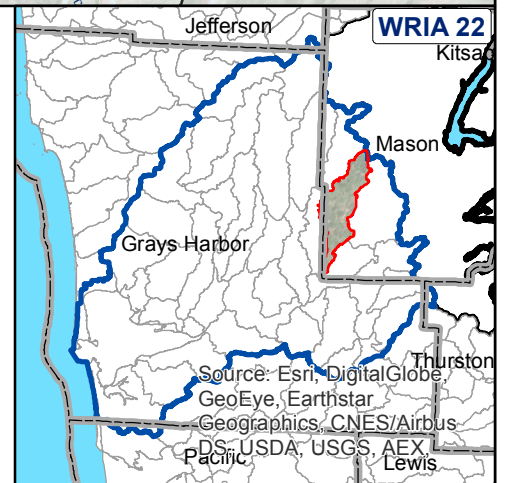 Jefferson
WRIA 22
Kitsap
Mason
Grays Harbor
Thurston
Source: Esri, DigitalGlobe,
GeoEye, Earthstar
Geographics, CNES/Airbus
DS, USDA, USGS, AEX,
Pacific
Lewis